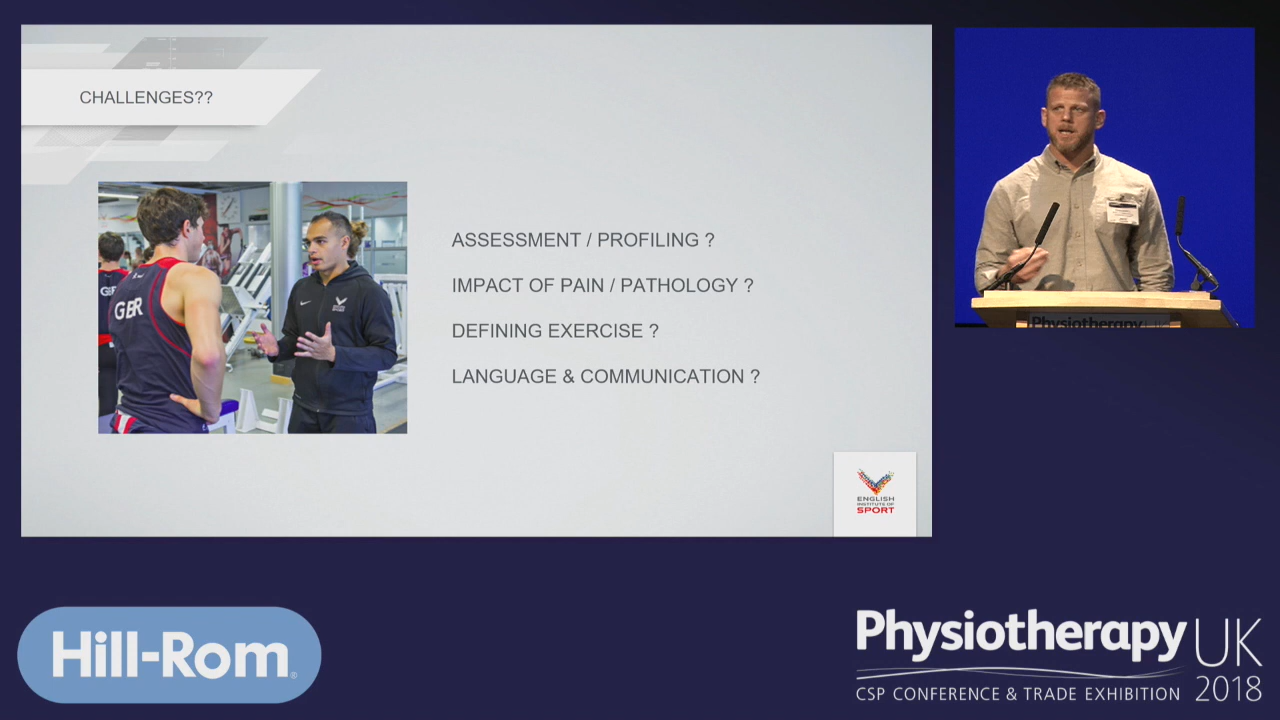 CHALLENGES??
GBR
ASSESSMENT / PROFILING ?
IMPACT OF PAIN / PATHOLOGY ?
DEFINING EXERCISE ?
LANGUAGE & COMMUNICATION ?
ENGLISH
INSTITUTE OF
SPORT
Physiotherapy
Hill-Rom®
Physiotherapy UK
CSP CONFERENCE & TRADE EXHIBITION 2018